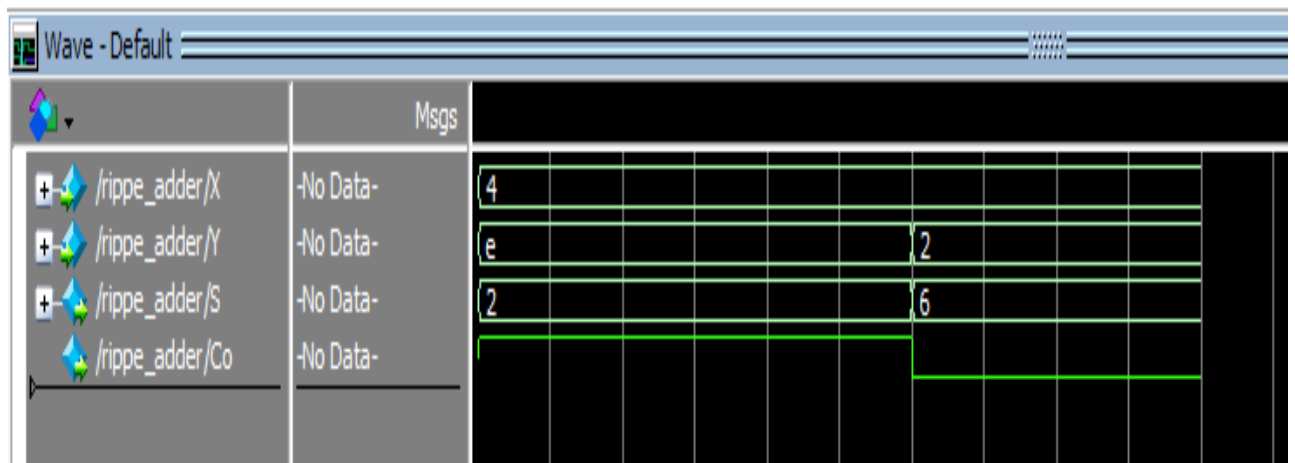 Wave - Default
Msgs
/rippe_adder/X -No Data- 4
/rippe_adder/Y -No Data- e 2
/rippe_adder/S -No Data- 2 6
/rippe_adder/Co -No Data-